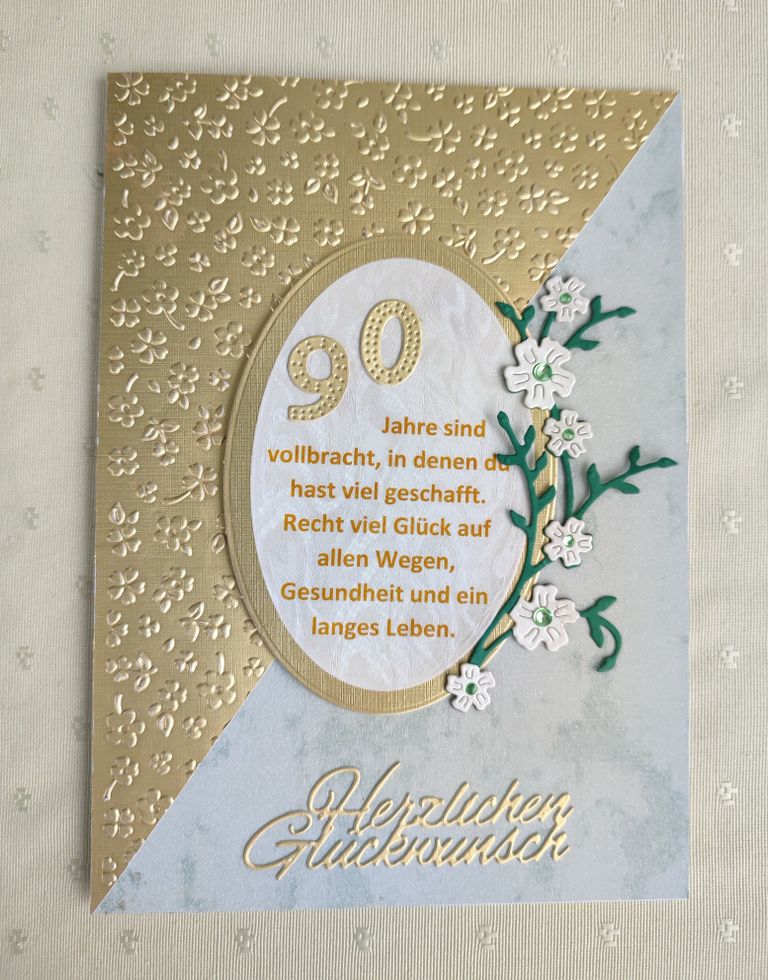 90
Jahre sind
vollbracht, in denen du
hast viel geschafft.
Recht viel Glück auf
allen Wegen,
Gesundheit und ein
langes Leben.
Herzlichen
Glückwunsch